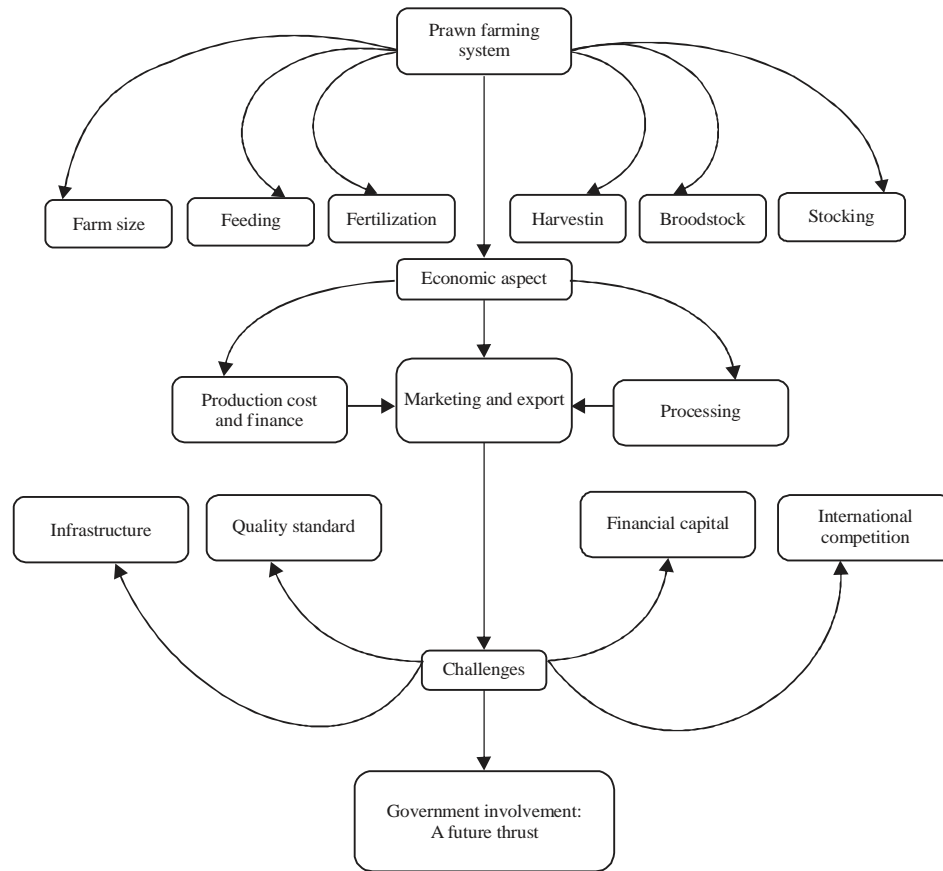 Prawn farming
system
Farm size
Feeding
Fertilization
Harvestin
Broodstock
Stocking
Economic aspect
Production cost
and finance
Marketing and export
Processing
Infrastructure
Quality standard
Financial capital
International
competition
Challenges
Government involvement:
A future thrust